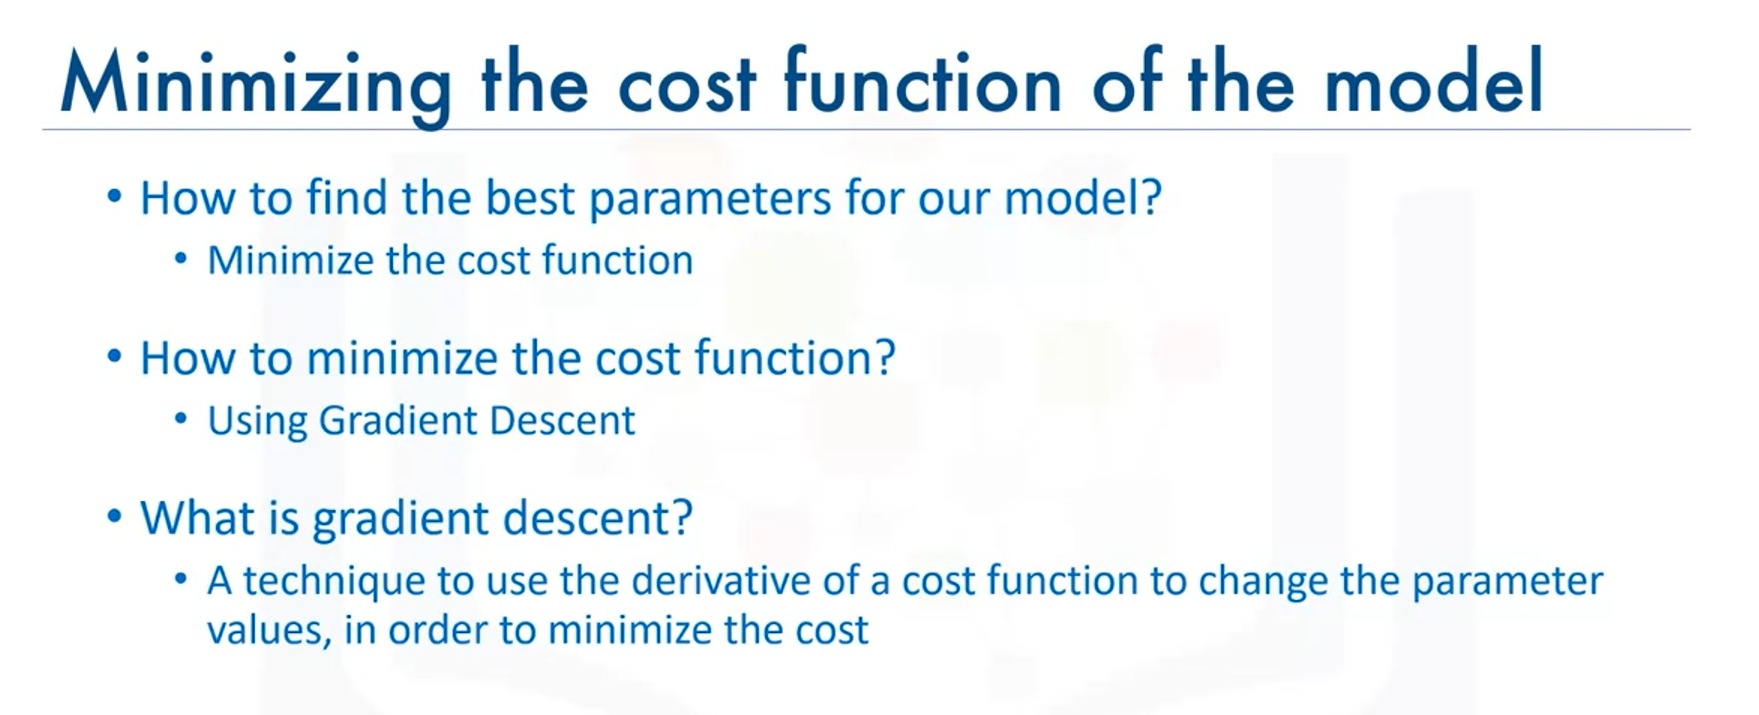 Minimizing the cost function of the model
• How to find the best parameters for our model?
• Minimize the cost function
• How to minimize the cost function?
• Using Gradient Descent
• What is gradient descent?
• A technique to use the derivative of a cost function to change the parameter
values, in order to minimize the cost